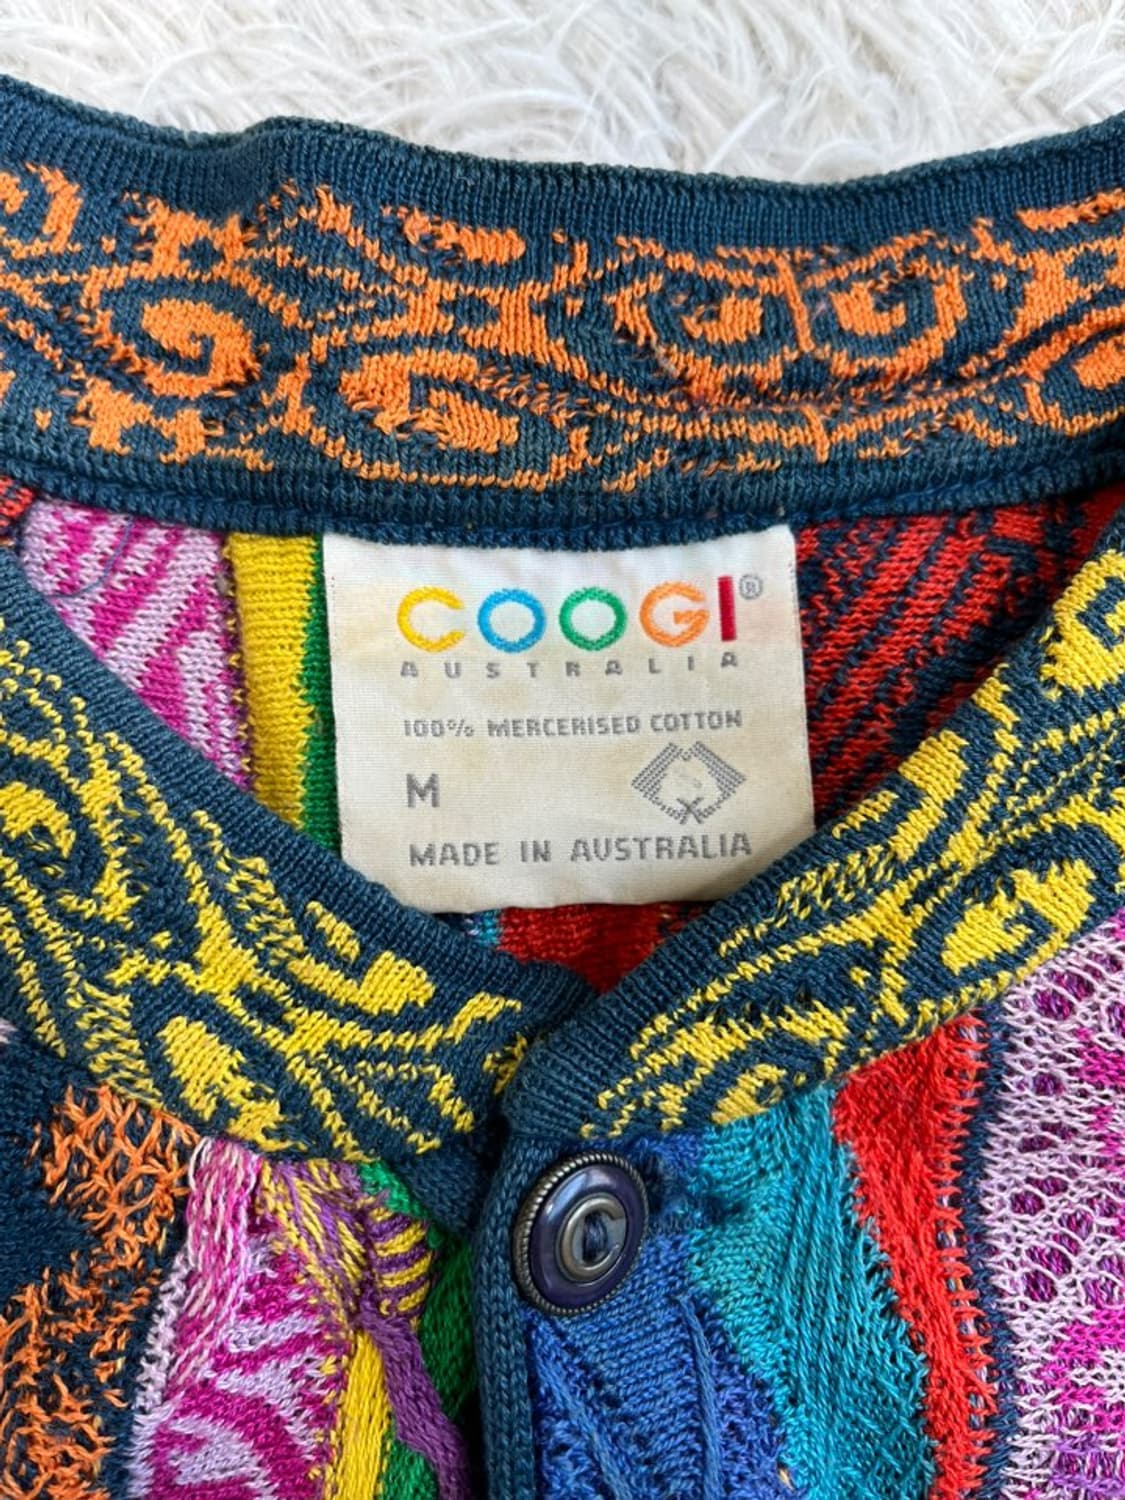 COOGI®
AUSTRALIA
100% MERCERISED COTTON
M
MADE IN AUSTRALIA
C